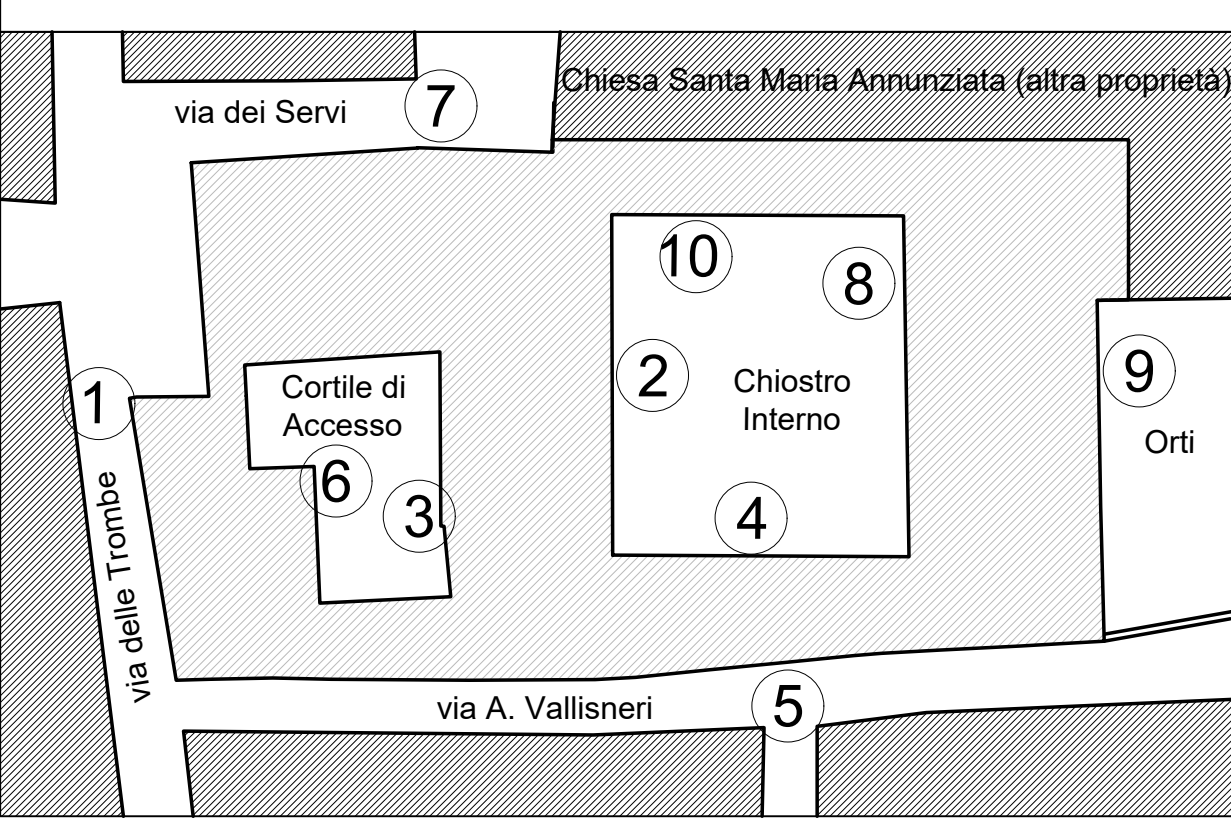 Chiesa Santa Maria Annunziata (altra proprietà)
via dei Servi
7
10
8
1
Cortile di
Accesso
2
Chiostro
Interno
9
Orti
6
3
4
via delle Trombe
via A. Vallisneri
5